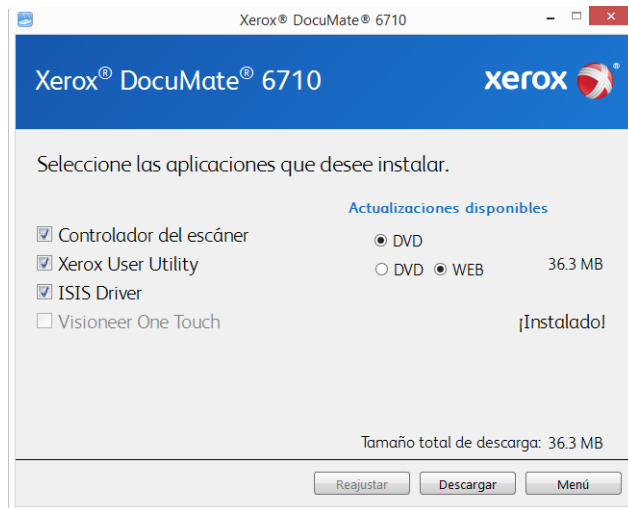 Xerox® DocuMate® 6710
Xerox® DocuMate® 6710
xerox®
Seleccione las aplicaciones que desee instalar.
Actualizaciones disponibles
Controlador del escáner DVD
Xerox User Utility DVD WEB 36.3 MB
ISIS Driver
Visioneer One Touch ¡Instalado!
Tamaño total de descarga: 36.3 MB
Reajustar Descargar Menú